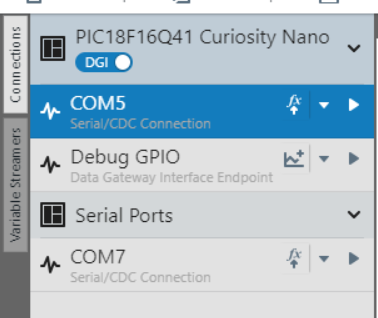 Connections
Variable Streamers
PIC18F16Q41 Curiosity Nano
DGI
COM5
Serial/CDC Connection
Debug GPIO
Data Gateway Interface Endpoint
Serial Ports
COM7
Serial/CDC Connection